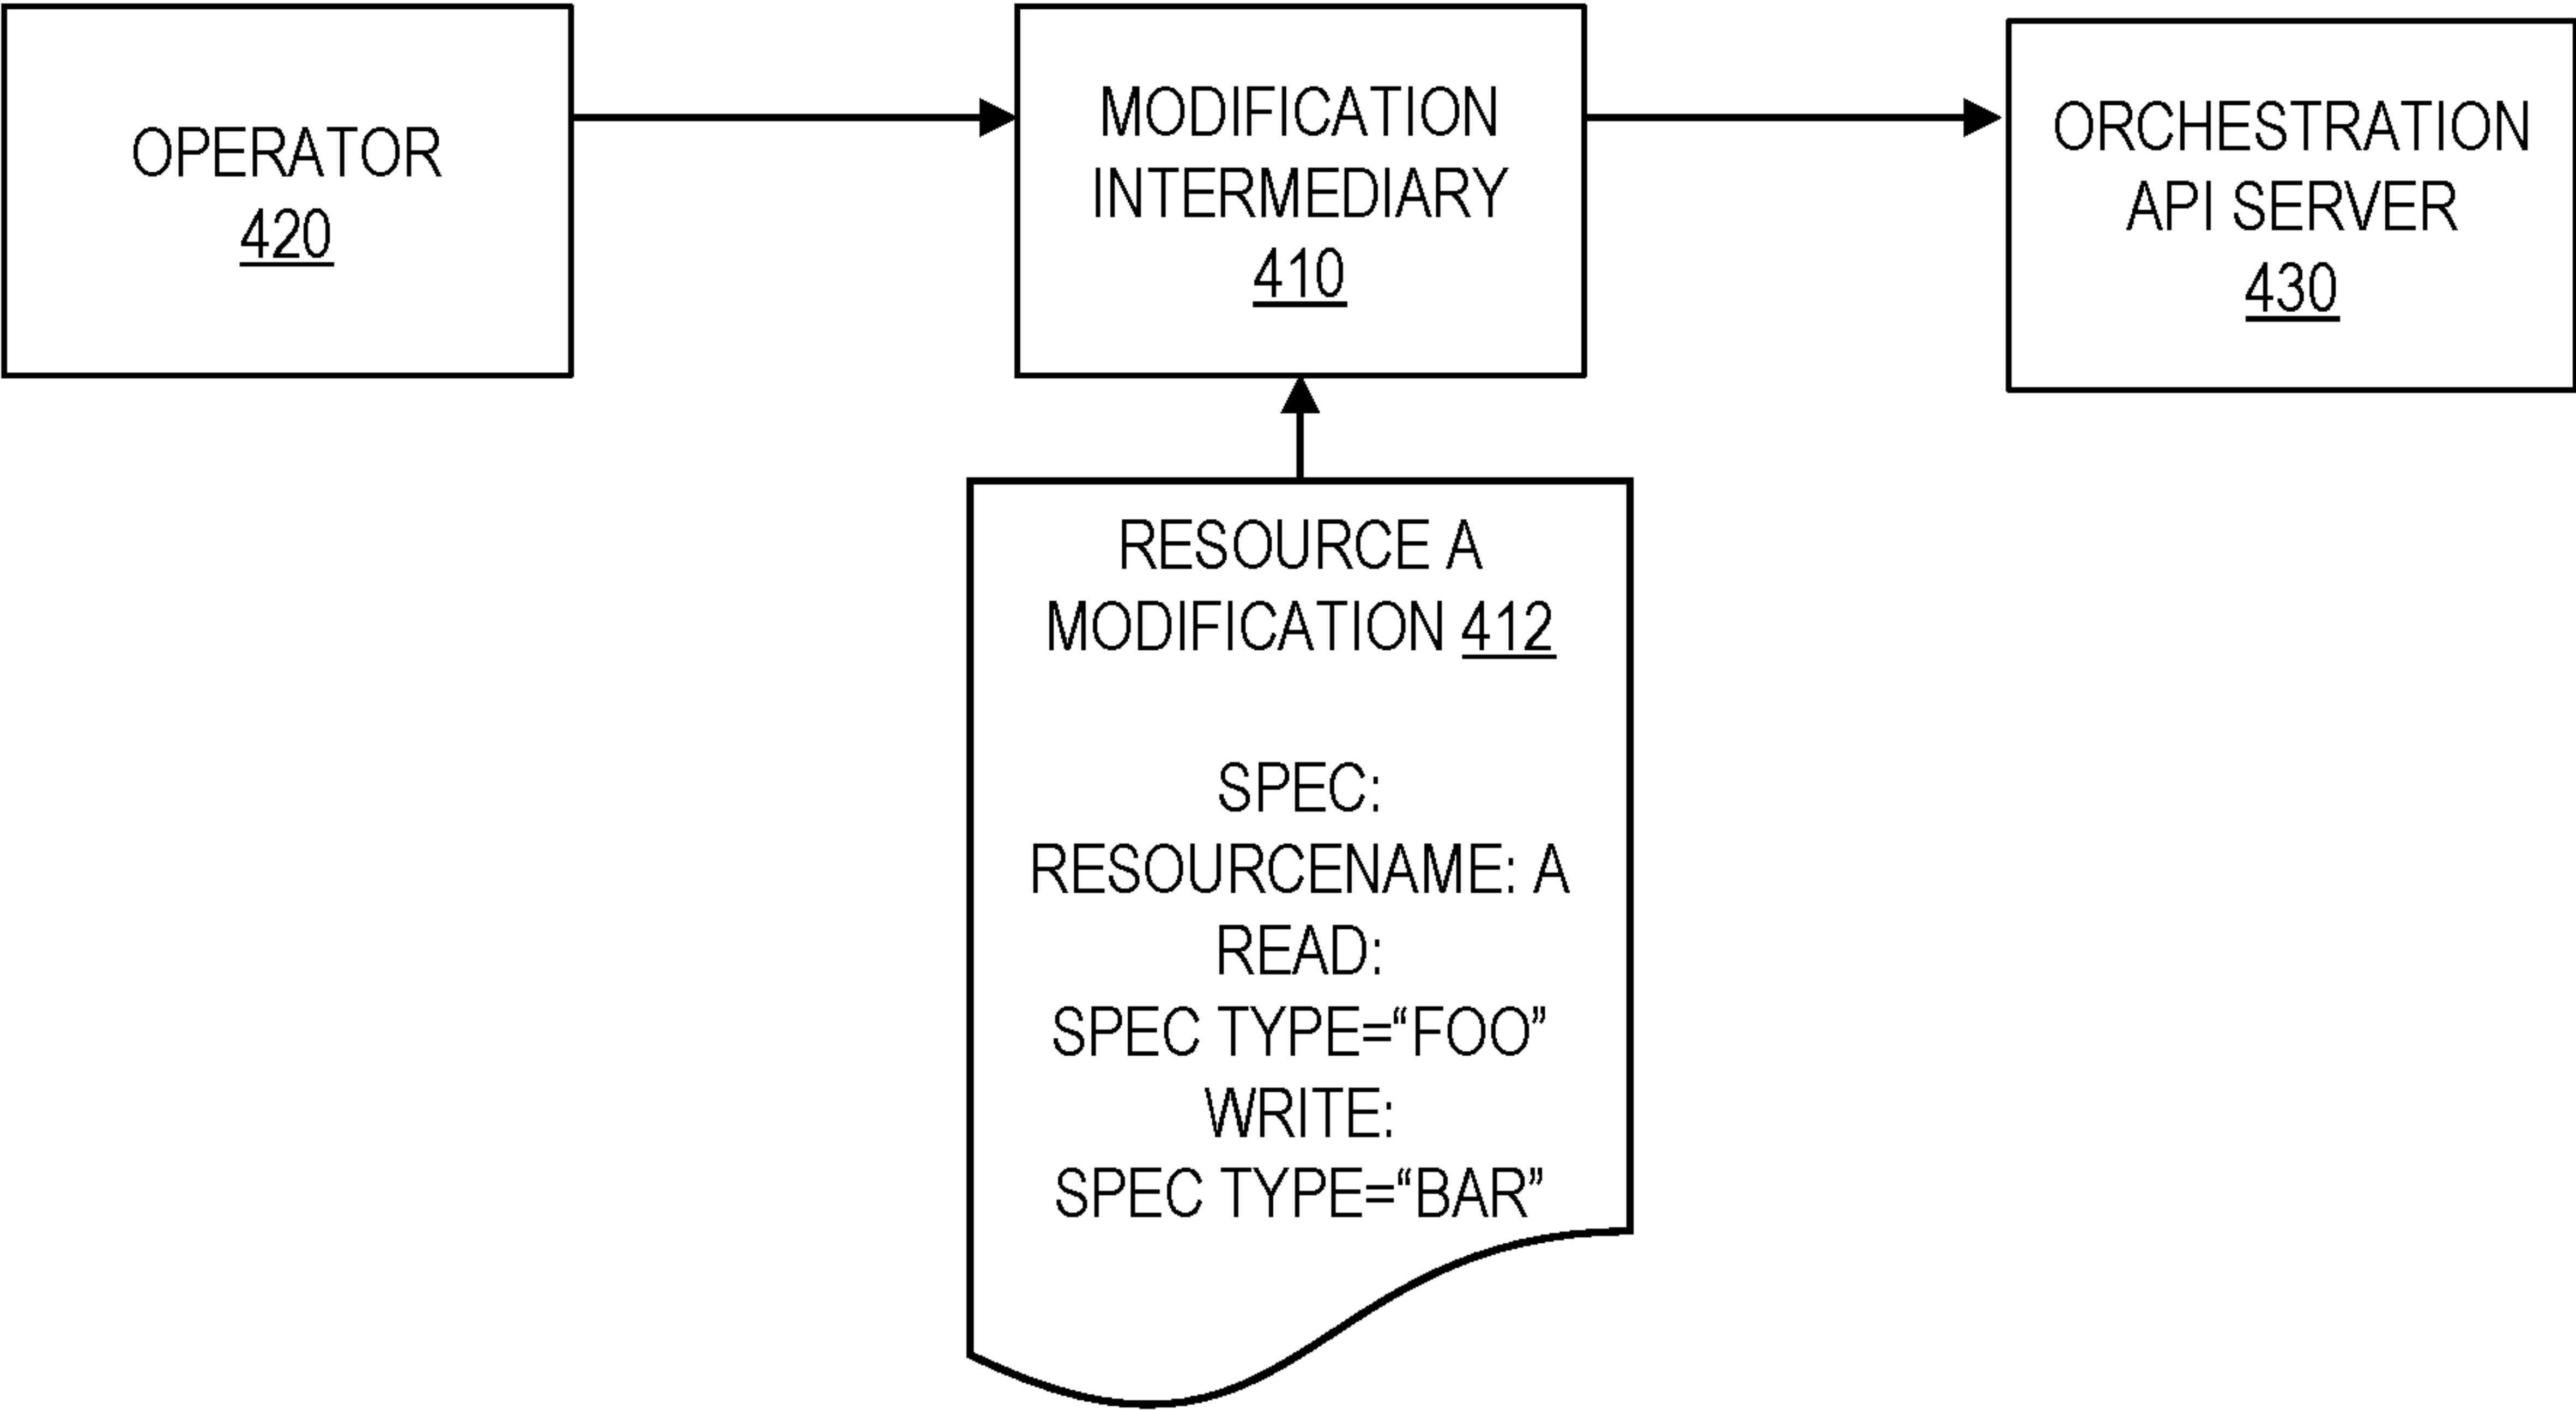 OPERATOR
420
MODIFICATION
INTERMEDIARY
410
ORCHESTRATION
API SERVER
430
RESOURCE A
MODIFICATION 412
SPEC:
RESOURCENAME: A
READ:
SPEC TYPE=“FOO”
WRITE:
SPEC TYPE=“BAR”